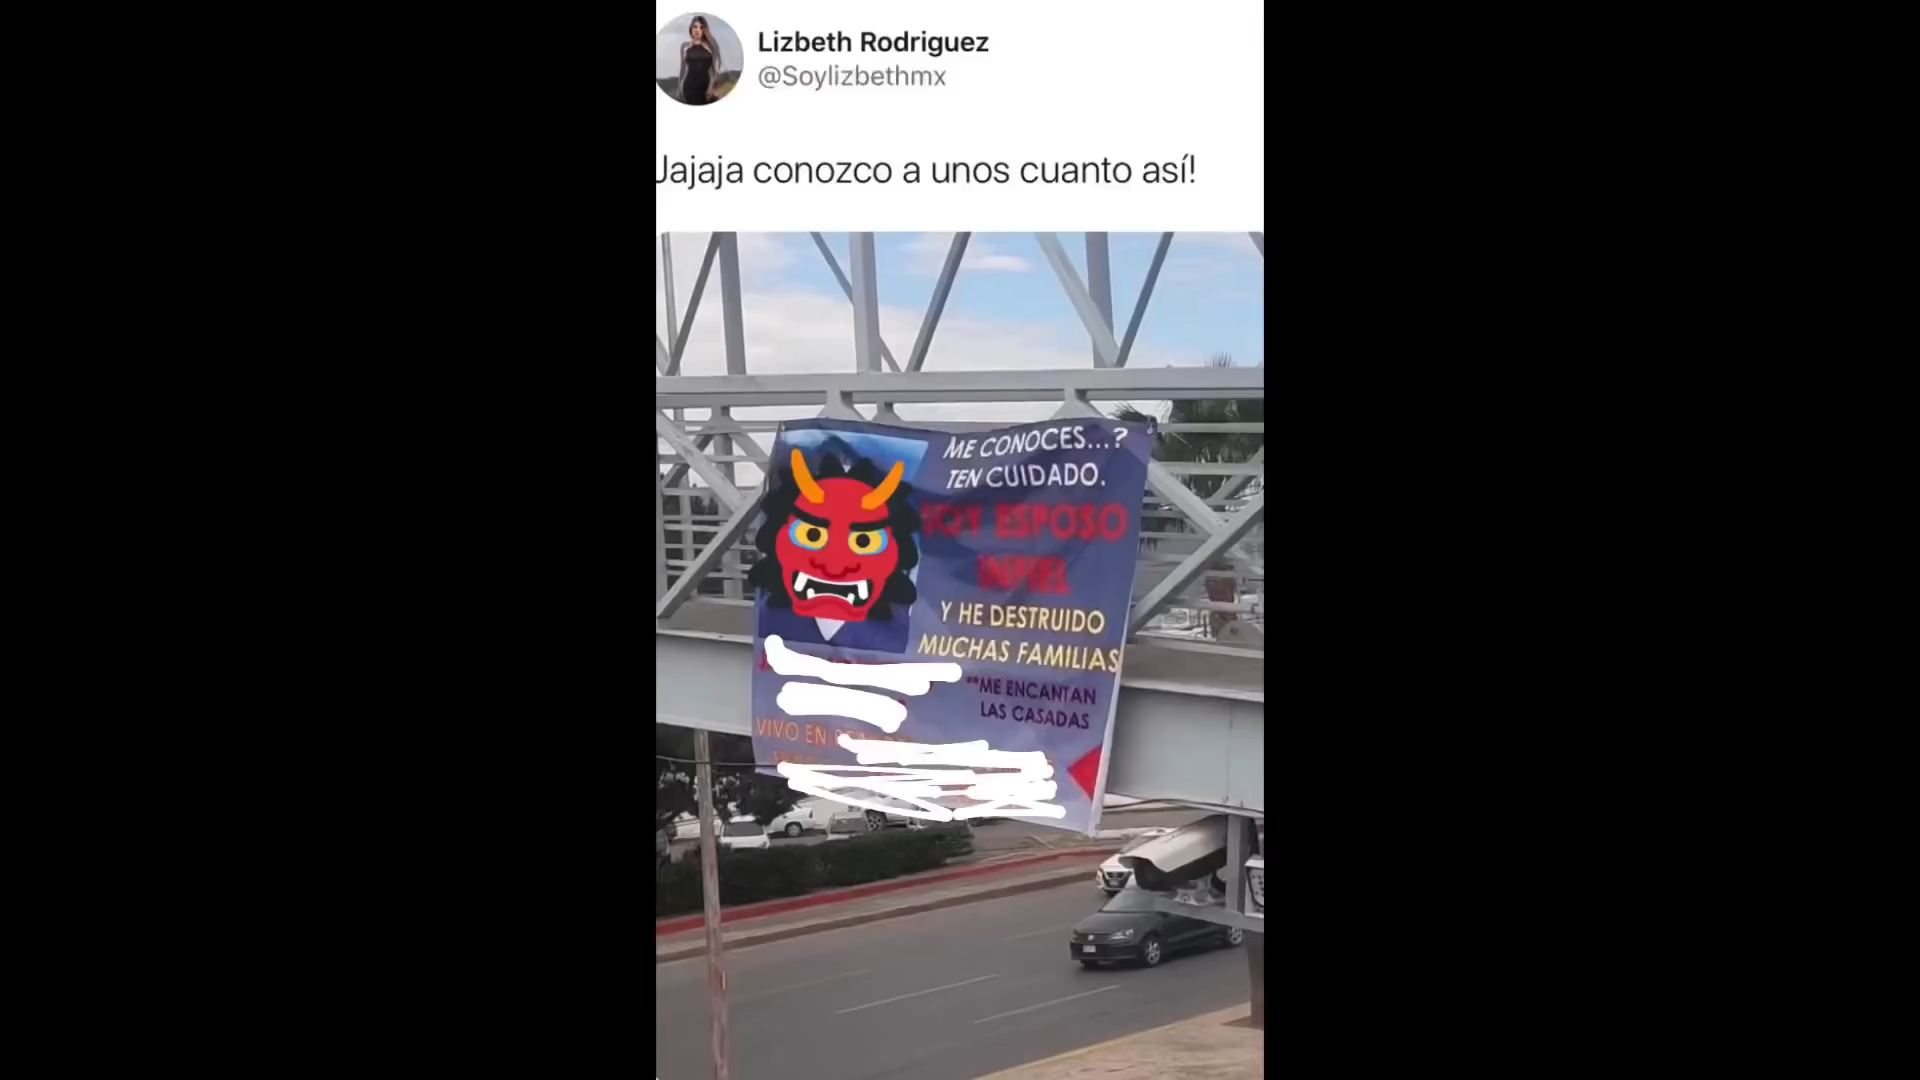 Lizbeth Rodriguez
@Soylizbethmx
Jajaja conozco a unos cuanto así!
ME CONOCES...?
TEN CUIDADO.
SOY ESPOSO
INFIEL
Y HE DESTRUIDO
MUCHAS FAMILIAS
"ME ENCANTAN
LAS CASADAS
VIVO EN